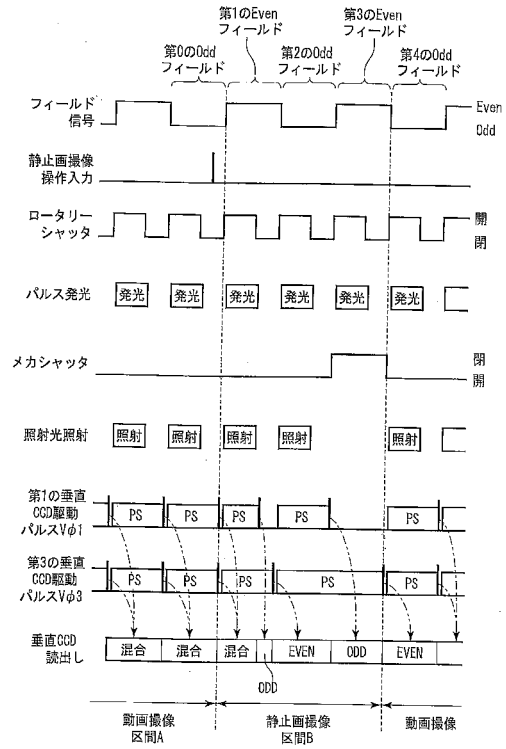 第1のEven
フィールド
第3のEven
フィールド
第0のOdd
フィールド
第2のOdd
フィールド
第4のOdd
フィールド
フィールド
信号
Even
Odd
静止画撮像
操作入力
ロータリー
シャッタ
開
閉
パルス発光
発光
発光
発光
発光
発光
発光
メカシャッタ
閉
開
照射光照射
照射
照射
照射
照射
照射
第1の垂直
CCD駆動
パルスVφ1
PS
PS
PS
PS
PS
第3の垂直
CCD駆動
パルスVφ3
PS
PS
PS
PS
PS
垂直CCD
読出し
混合
混合
混合
EVEN
ODD
EVEN
ODD
動画撮像
区間A
静止画撮像
区間B
動画撮像